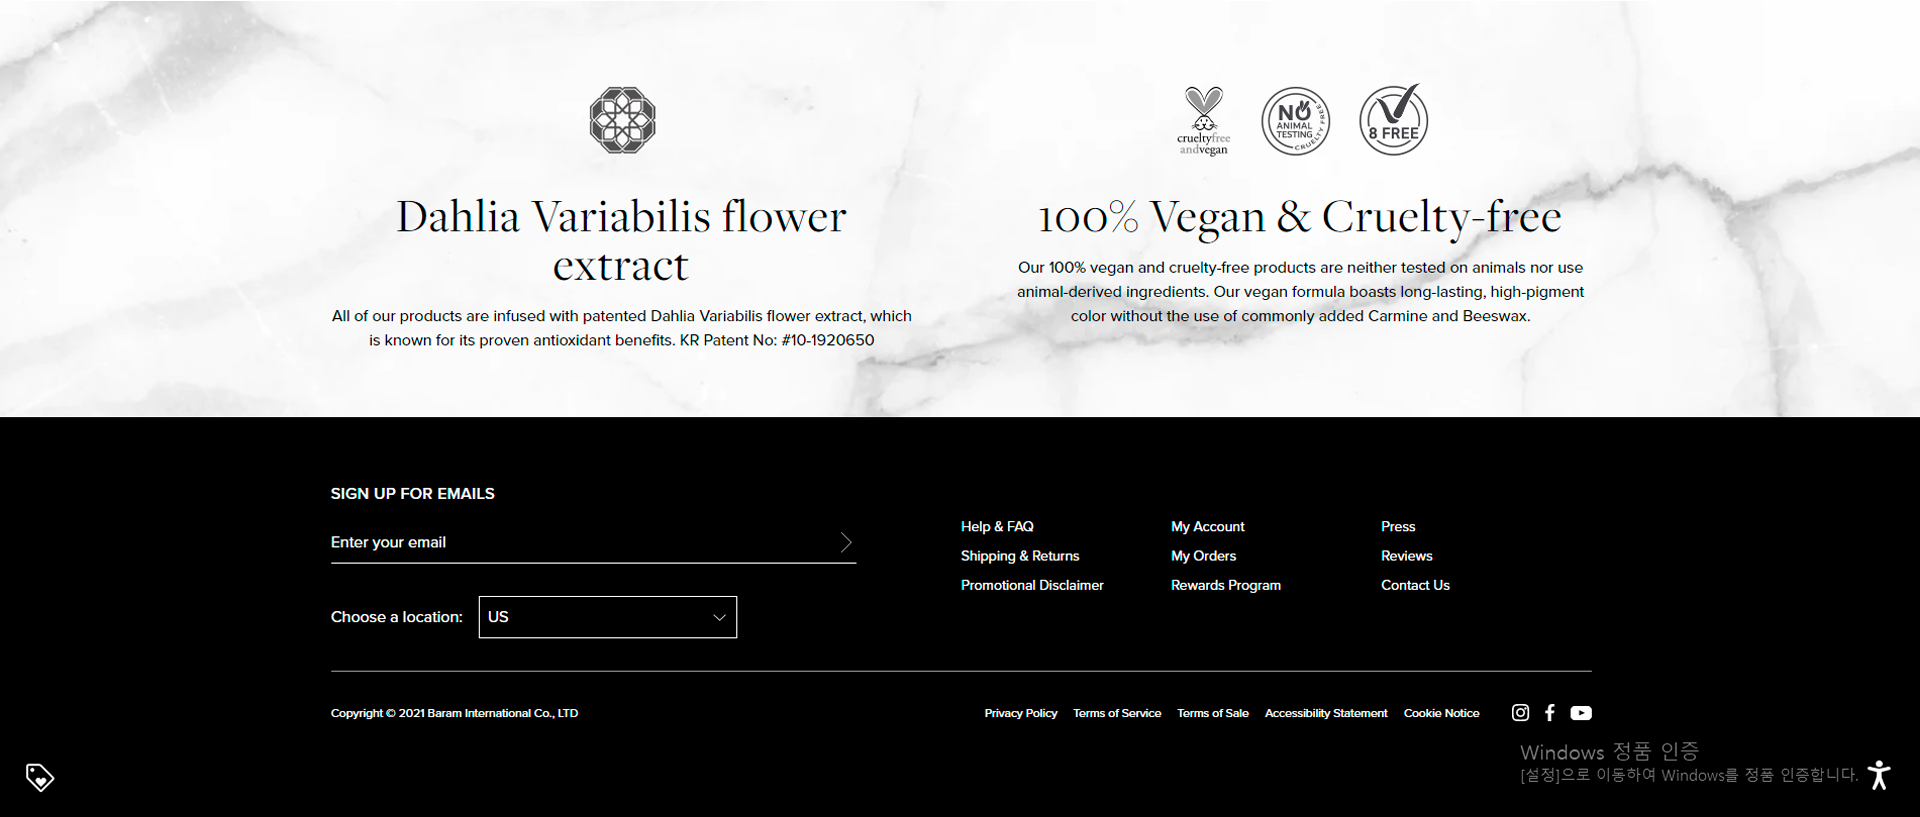 crueltyfree
andvegan
NO
ANIMAL
TESTING
CRUELTY FREE
8 FREE
Dahlia Variabilis flower
extract
All of our products are infused with patented Dahlia Variabilis flower extract, which
is known for its proven antioxidant benefits. KR Patent No: #10-1920650
100% Vegan & Cruelty-free
Our 100% vegan and cruelty-free products are neither tested on animals nor use
animal-derived ingredients. Our vegan formula boasts long-lasting, high-pigment
color without the use of commonly added Carmine and Beeswax.
SIGN UP FOR EMAILS
Enter your email
Choose a location: US
Help & FAQ
Shipping & Returns
Promotional Disclaimer
My Account
My Orders
Rewards Program
Press
Reviews
Contact Us
Copyright © 2021 Baram International Co., LTD
Privacy Policy Terms of Service Terms of Sale Accessibility Statement Cookie Notice
Windows 정품 인증
[설정]으로 이동하여 Windows를 정품 인증합니다.